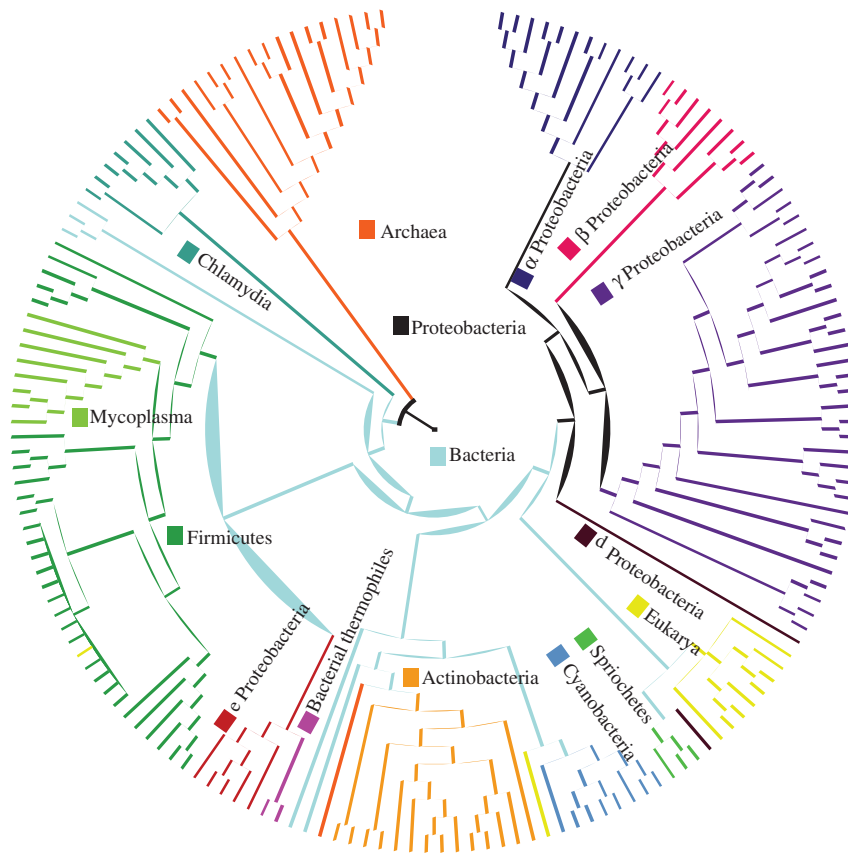 Archaea
α Proteobacteria
β Proteobacteria
γ Proteobacteria
Chlamydia
Proteobacteria
Mycoplasma
Bacteria
Firmicutes
d Proteobacteria
Eukarya
Spriochetes
Cyanobacteria
e Proteobacteria
Bacterial thermophiles
Actinobacteria